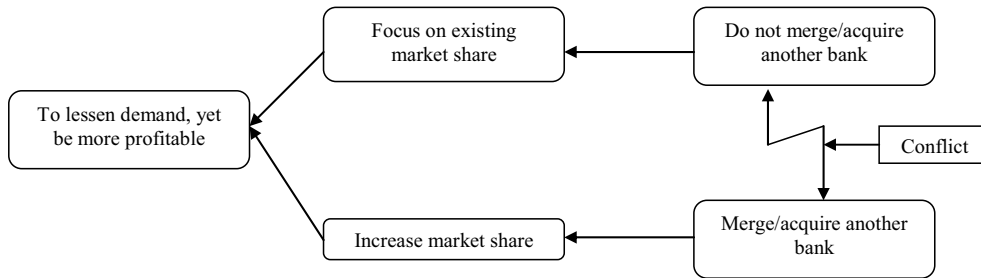 Focus on existing
market share
Do not merge/acquire
another bank
To lessen demand, yet
be more profitable
Conflict
Increase market share
Merge/acquire another
bank